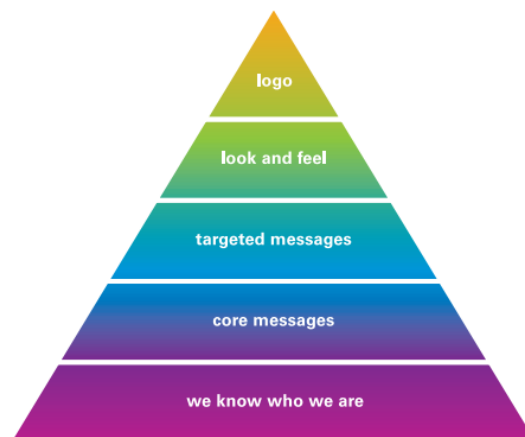 logo
look and feel
targeted messages
core messages
we know who we are